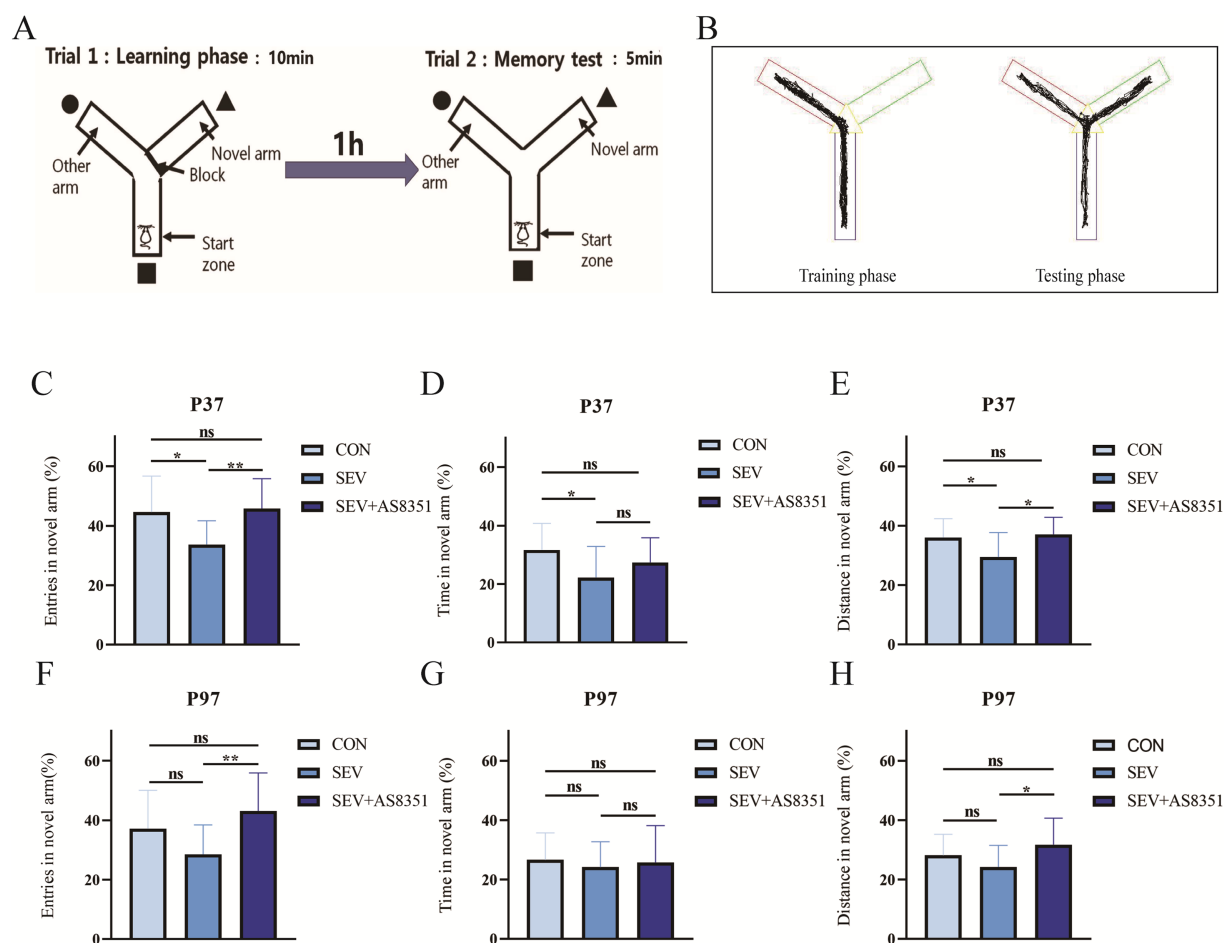 A
Trial 1 : Learning phase : 10min
Trial 2 : Memory test : 5min
1h
Other
arm
Novel arm
Block
Start
zone
Other
arm
Novel arm
Start
zone
B
Training phase
Testing phase
C
P37
Entries in novel arm (%)
60
40
20
0
ns
*
**
CON
SEV
SEV+AS8351
D
P37
Time in novel arm (%)
60
40
20
0
ns
*
ns
CON
SEV
SEV+AS8351
E
P37
Distance in novel arm (%)
60
40
20
0
ns
*
*
CON
SEV
SEV+AS8351
F
P97
Entries in novel arm(%)
60
40
20
0
ns
ns
**
CON
SEV
SEV+AS8351
G
P97
Time in novel arm (%)
60
40
20
0
ns
ns
ns
CON
SEV
SEV+AS8351
H
P97
Distance in novel arm (%)
60
40
20
0
ns
ns
*
CON
SEV
SEV+AS8351